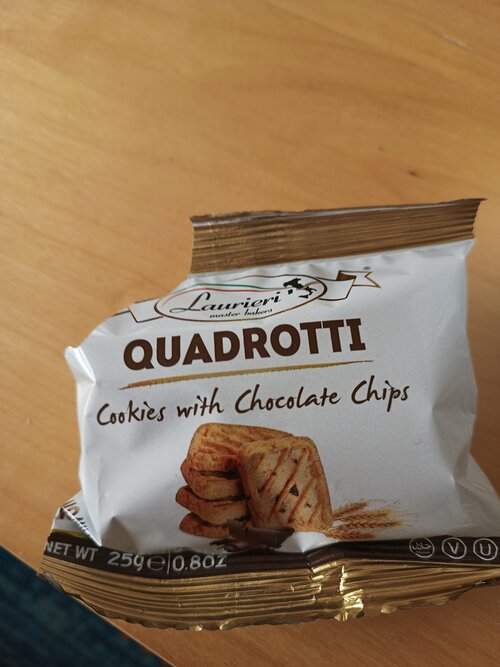 Laurieri
master bakers
QUADROTTI
Cookies with Chocolate Chips
NET WT 25g e 0.8oz
V U